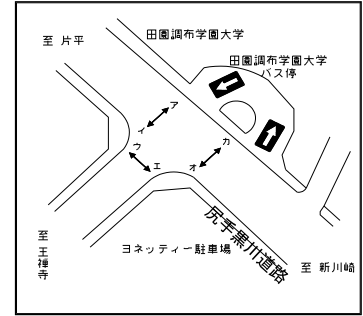 至 片平
田園調布学園大学
田園調布学園大学
バス停
ア
イ
ウ
エ
オ
カ
至 王禅寺
ヨネッティー駐車場
尻手黒川道路
至 新川崎